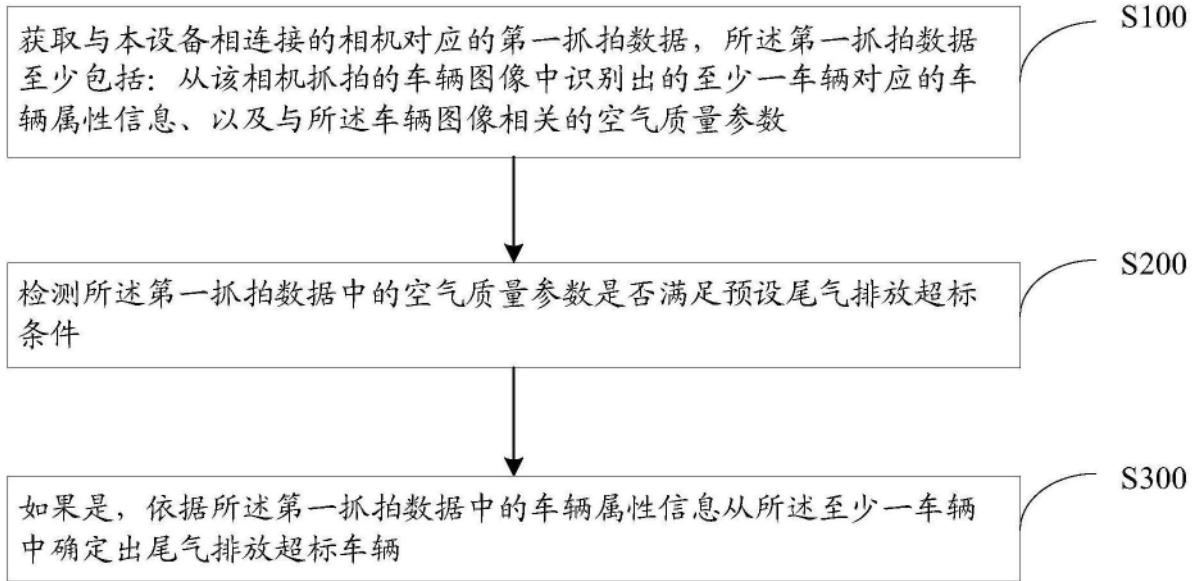 获取与本设备相连接的相机对应的第一抓拍数据，所述第一抓拍数据
至少包括：从该相机抓拍的车辆图像中识别出的至少一车辆对应的车
辆属性信息、以及与所述车辆图像相关的空气质量参数
S100
检测所述第一抓拍数据中的空气质量参数是否满足预设尾气排放超标
条件
S200
如果是，依据所述第一抓拍数据中的车辆属性信息从所述至少一车辆
中确定出尾气排放超标车辆
S300